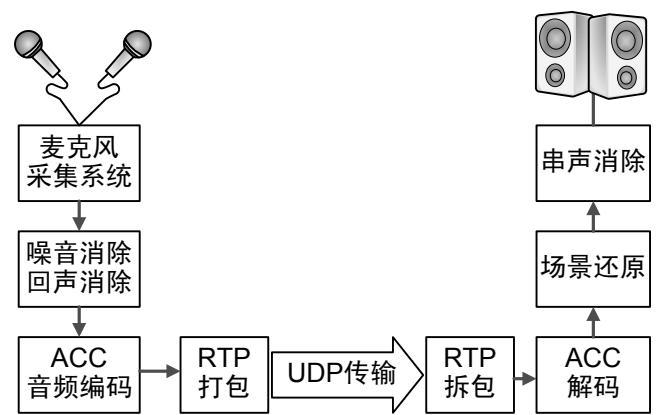 麦克风
采集系统
噪音消除
回声消除
ACC
音频编码
RTP
打包
UDP传输
RTP
拆包
ACC
解码
场景还原
串声消除